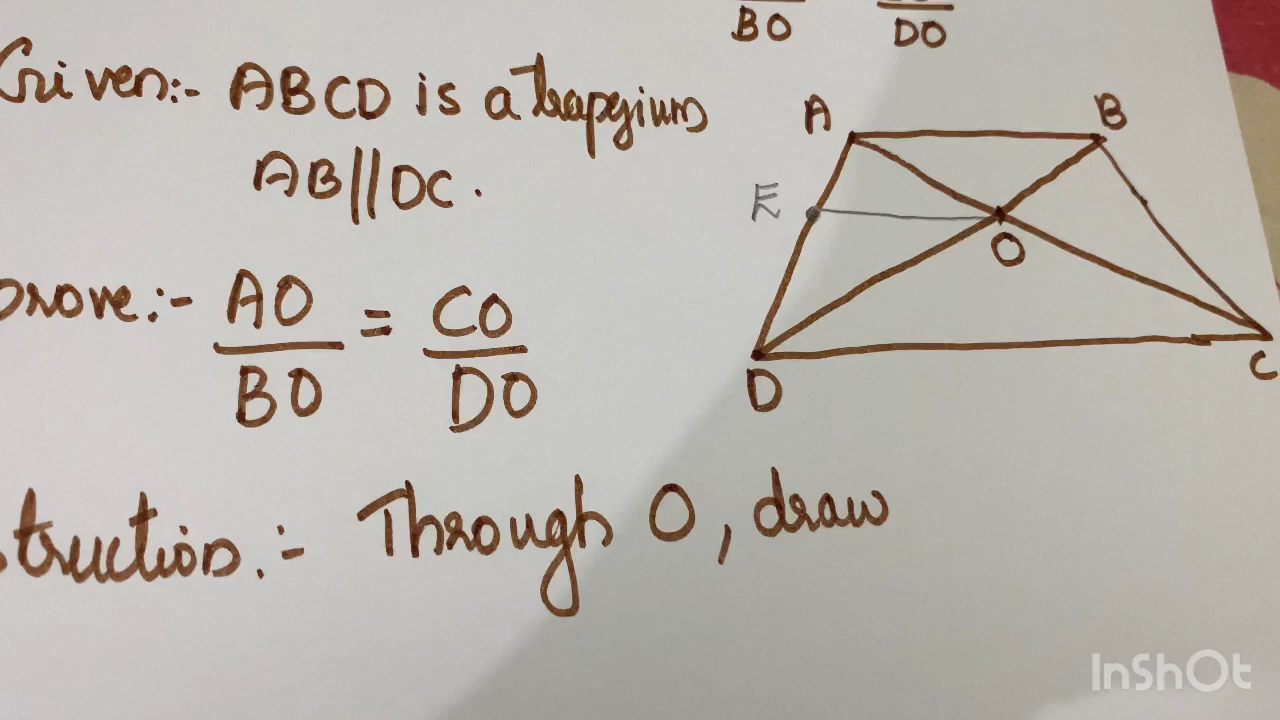 BO DO
Given:- ABCD is a trapezium
AB||DC.
prove:- AO/BO = CO/DO
struction:- Through O, draw
A B
E
O
D C
InShOt